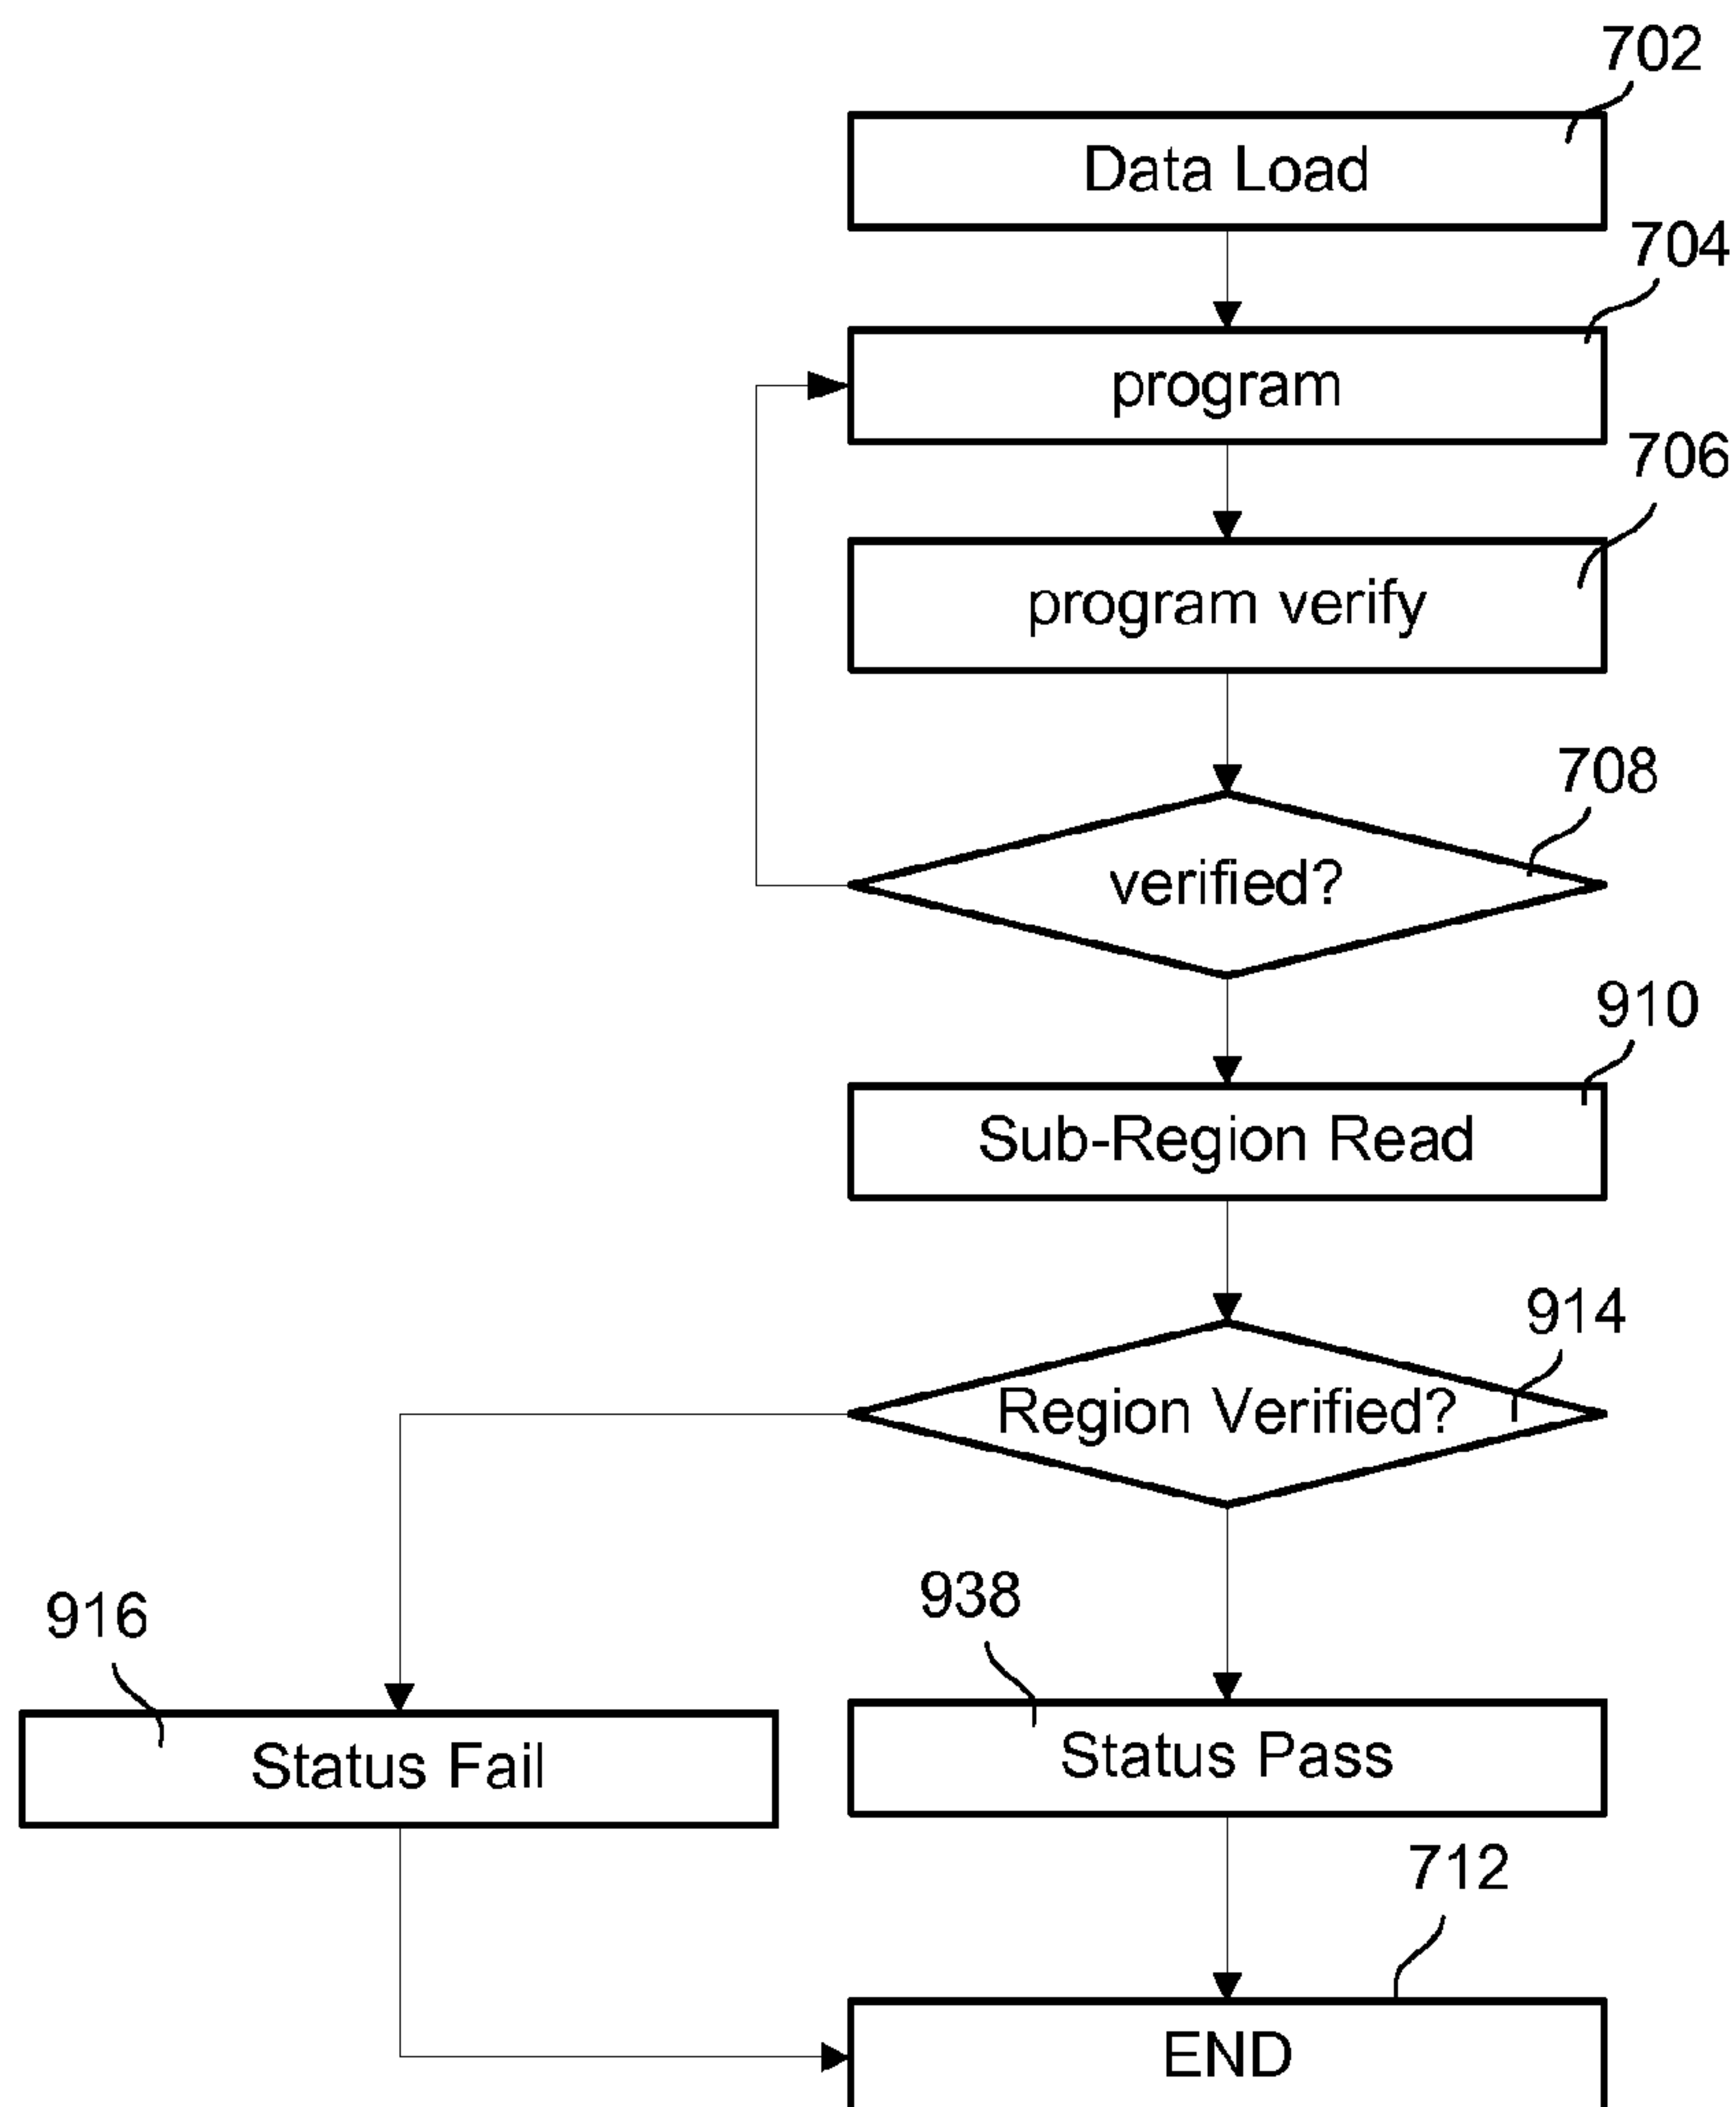 702
Data Load
704
program
706
program verify
708
verified?
910
Sub-Region Read
914
Region Verified?
916
938
Status Fail
Status Pass
712
END